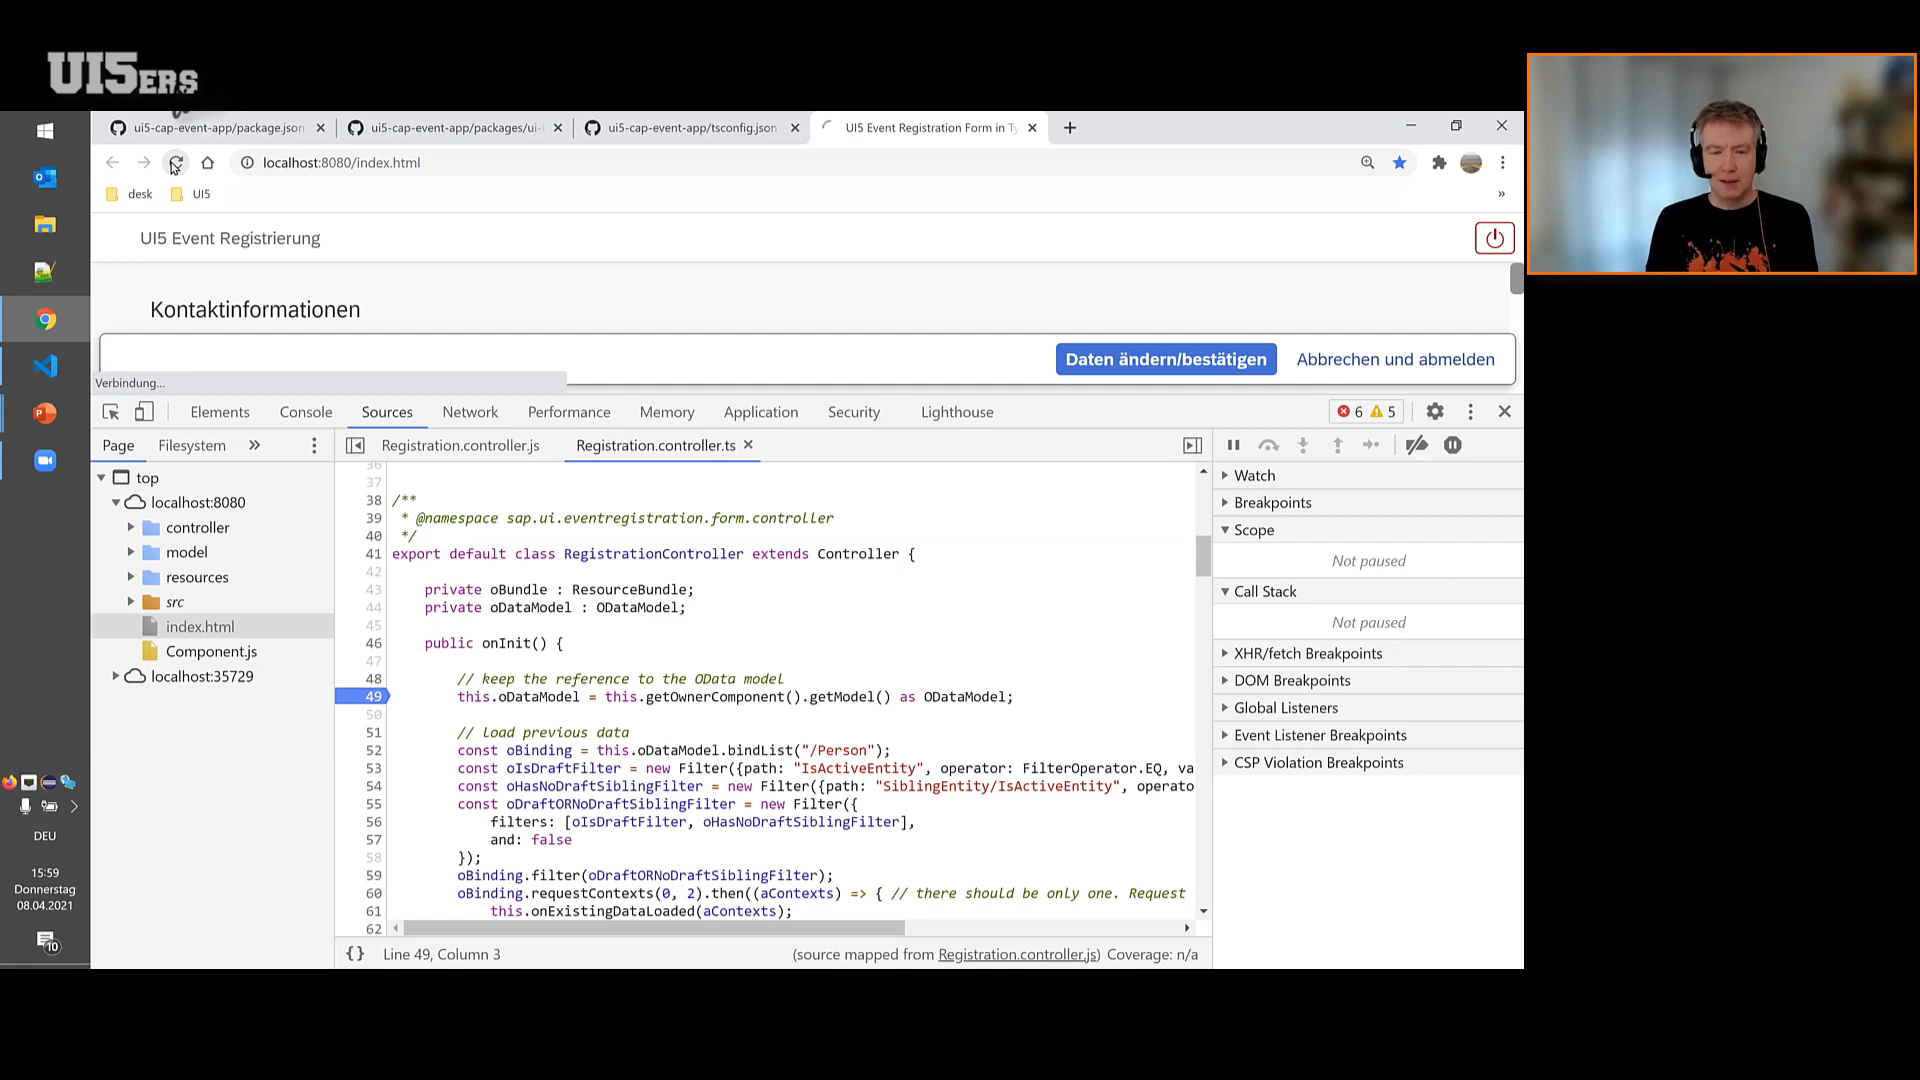 UI5ERS
ui5-cap-event-app/package.json
ui5-cap-event-app/packages/ui-
ui5-cap-event-app/tsconfig.json
UI5 Event Registration Form in Ty
localhost:8080/index.html
desk
UI5
»
UI5 Event Registrierung
Kontaktinformationen
Daten ändern/bestätigen
Abbrechen und abmelden
Verbindung...
Elements
Console
Sources
Network
Performance
Memory
Application
Security
Lighthouse
6
5
Page
Filesystem
»
Registration.controller.js
Registration.controller.ts
top
localhost:8080
controller
model
resources
src
index.html
Component.js
localhost:35729
36
37
38 /**
39 * @namespace sap.ui.eventregistration.form.controller
40 */
41 export default class RegistrationController extends Controller {
42
43 private oBundle : ResourceBundle;
44 private oDataModel : ODataModel;
45
46 public onInit() {
47
48 // keep the reference to the OData model
49 this.oDataModel = this.getOwnerComponent().getModel() as ODataModel;
50
51 // load previous data
52 const oBinding = this.oDataModel.bindList("/Person");
53 const oIsDraftFilter = new Filter({path: "IsActiveEntity", operator: FilterOperator.EQ, va
54 const oHasNoDraftSiblingFilter = new Filter({path: "SiblingEntity/IsActiveEntity", operato
55 const oDraftORNoDraftSiblingFilter = new Filter({
56 filters: [oIsDraftFilter, oHasNoDraftSiblingFilter],
57 and: false
58 });
59 oBinding.filter(oDraftORNoDraftSiblingFilter);
60 oBinding.requestContexts(0, 2).then((aContexts) => { // there should be only one. Request
61 this.onExistingDataLoaded(aContexts);
62
{} Line 49, Column 3
(source mapped from Registration.controller.js) Coverage: n/a
Watch
Breakpoints
Scope
Not paused
Call Stack
Not paused
XHR/fetch Breakpoints
DOM Breakpoints
Global Listeners
Event Listener Breakpoints
CSP Violation Breakpoints
DEU
15:59
Donnerstag
08.04.2021
10